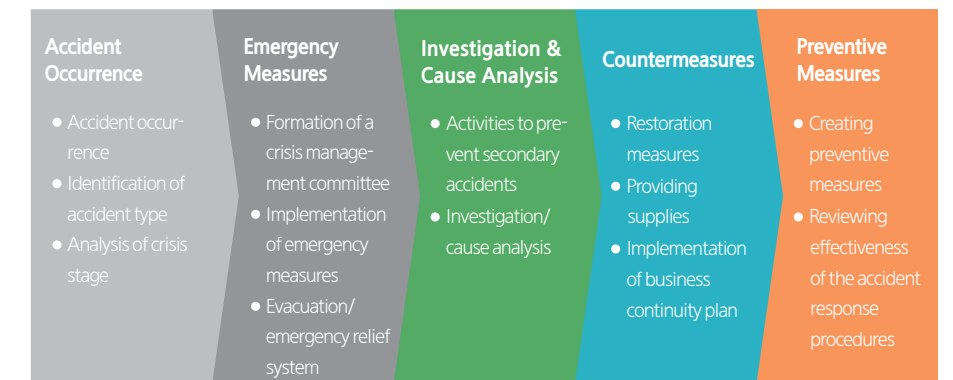 Accident
Occurrence
● Accident occur-
rence
● Identification of
accident type
● Analysis of crisis
stage
Emergency
Measures
● Formation of a
crisis manage-
ment committee
● Implementation
of emergency
measures
● Evacuation/
emergency relief
system
Investigation &
Cause Analysis
● Activities to pre-
vent secondary
accidents
● Investigation/
cause analysis
Countermeasures
● Restoration
measures
● Providing
supplies
● Implementation
of business
continuity plan
Preventive
Measures
● Creating
preventive
measures
● Reviewing
effectiveness
of the accident
response
procedures